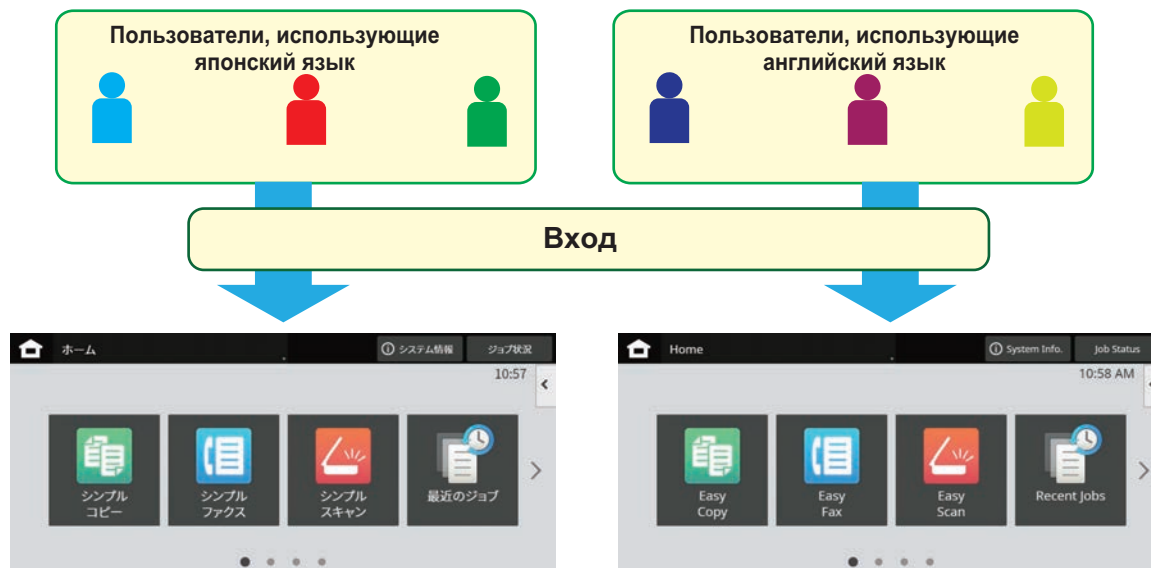 Пользователи, использующие
японский язык
Пользователи, использующие
английский язык
Вход
ホーム
システム情報
ジョブ状況
10:57
シンプル
コピー
シンプル
ファクス
シンプル
スキャン
最近のジョブ
Home
System Info.
Job Status
10:58 AM
Easy
Copy
Easy
Fax
Easy
Scan
Recent Jobs